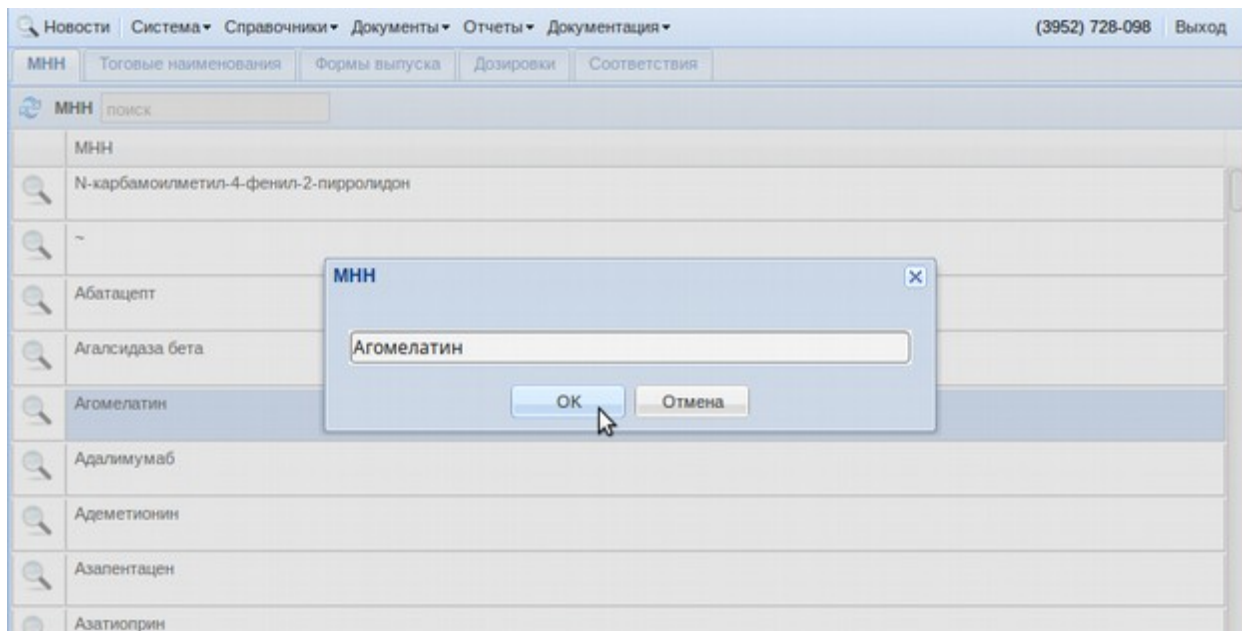 Новости Система Справочники Документы Отчеты Документация (3952) 728-098 Выход
МНН Тоговые наименования Формы выпуска Дозировки Соответствия
МНН поиск
МНН
N-карбамоилметил-4-фенил-2-пирролидон
~
Абатацепт
Агалсидаза бета
Агомелатин
Адалимумаб
Адеметионин
Азапентацен
Азатиоприн
МНН
Агомелатин
OK Отмена